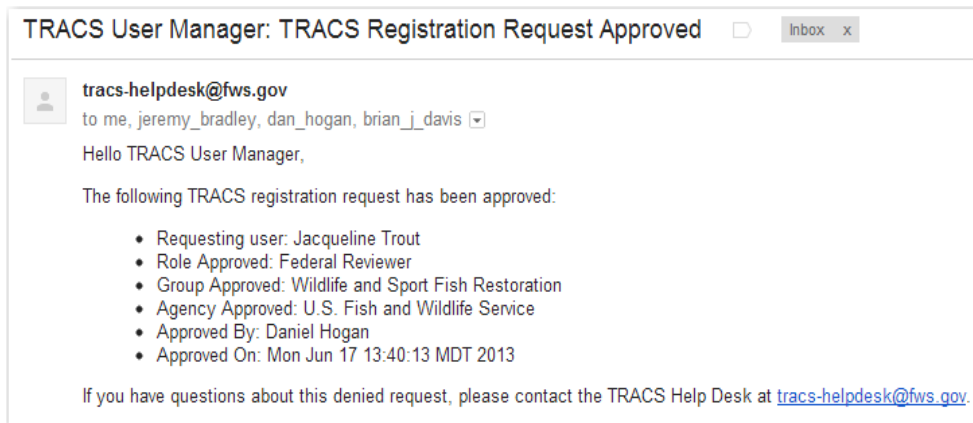 TRACS User Manager: TRACS Registration Request Approved Inbox x
tracs-helpdesk@fws.gov
to me, jeremy_bradley, dan_hogan, brian_j_davis
Hello TRACS User Manager,
The following TRACS registration request has been approved:
• Requesting user: Jacqueline Trout
• Role Approved: Federal Reviewer
• Group Approved: Wildlife and Sport Fish Restoration
• Agency Approved: U.S. Fish and Wildlife Service
• Approved By: Daniel Hogan
• Approved On: Mon Jun 17 13:40:13 MDT 2013
If you have questions about this denied request, please contact the TRACS Help Desk at tracs-helpdesk@fws.gov.